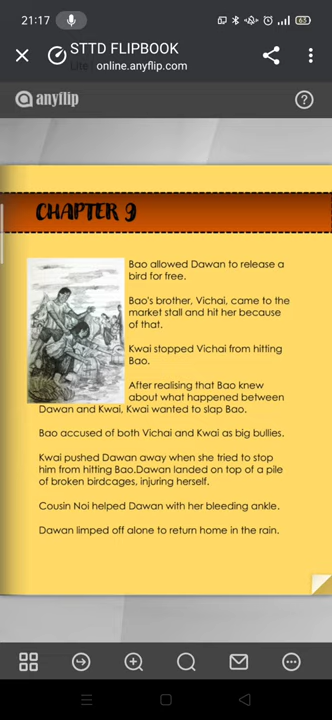 21:17
63
STTD FLIPBOOK
online.anyflip.com
anyflip
CHAPTER 9
Bao allowed Dawan to release a
bird for free.
Bao's brother, Vichai, came to the
market stall and hit her because
of that.
Kwai stopped Vichai from hitting
Bao.
After realising that Bao knew
about what happened between
Dawan and Kwai, Kwai wanted to slap Bao.
Bao accused of both Vichai and Kwai as big bullies.
Kwai pushed Dawan away when she tried to stop
him from hitting Bao.Dawan landed on top of a pile
of broken birdcages, injuring herself.
Cousin Noi helped Dawan with her bleeding ankle.
Dawan limped off alone to return home in the rain.